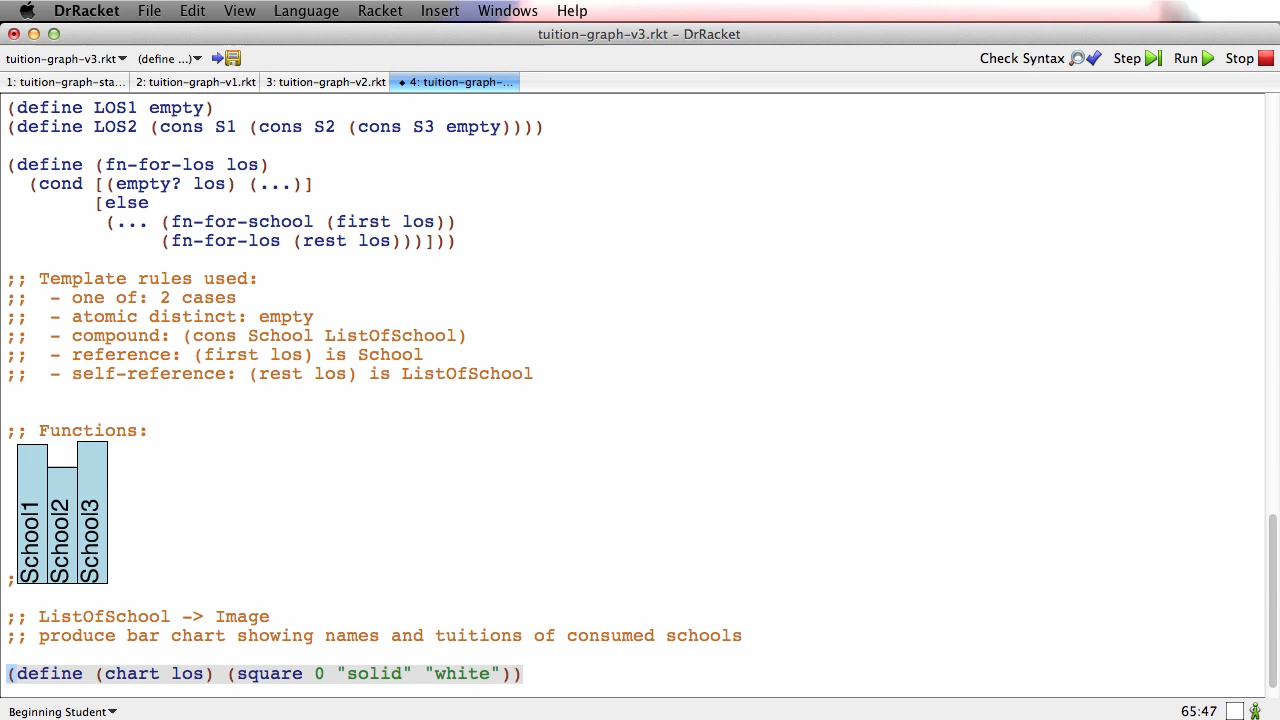 DrRacket File Edit View Language Racket Insert Windows Help
tuition-graph-v3.rkt – DrRacket
tuition-graph-v3.rkt (define ...) Check Syntax Step Run Stop
1: tuition-graph-sta... 2: tuition-graph-v1.rkt 3: tuition-graph-v2.rkt 4: tuition-graph-...
(define LOS1 empty)
(define LOS2 (cons S1 (cons S2 (cons S3 empty))))
(define (fn-for-los los)
(cond [(empty? los) (...)]
[else
(... (fn-for-school (first los))
(fn-for-los (rest los)))]))
;; Template rules used:
;; - one of: 2 cases
;; - atomic distinct: empty
;; - compound: (cons School ListOfSchool)
;; - reference: (first los) is School
;; - self-reference: (rest los) is ListOfSchool
;; Functions:
; School1 School2 School3
;; ListOfSchool -> Image
;; produce bar chart showing names and tuitions of consumed schools
(define (chart los) (square 0 "solid" "white"))
Beginning Student 65:47